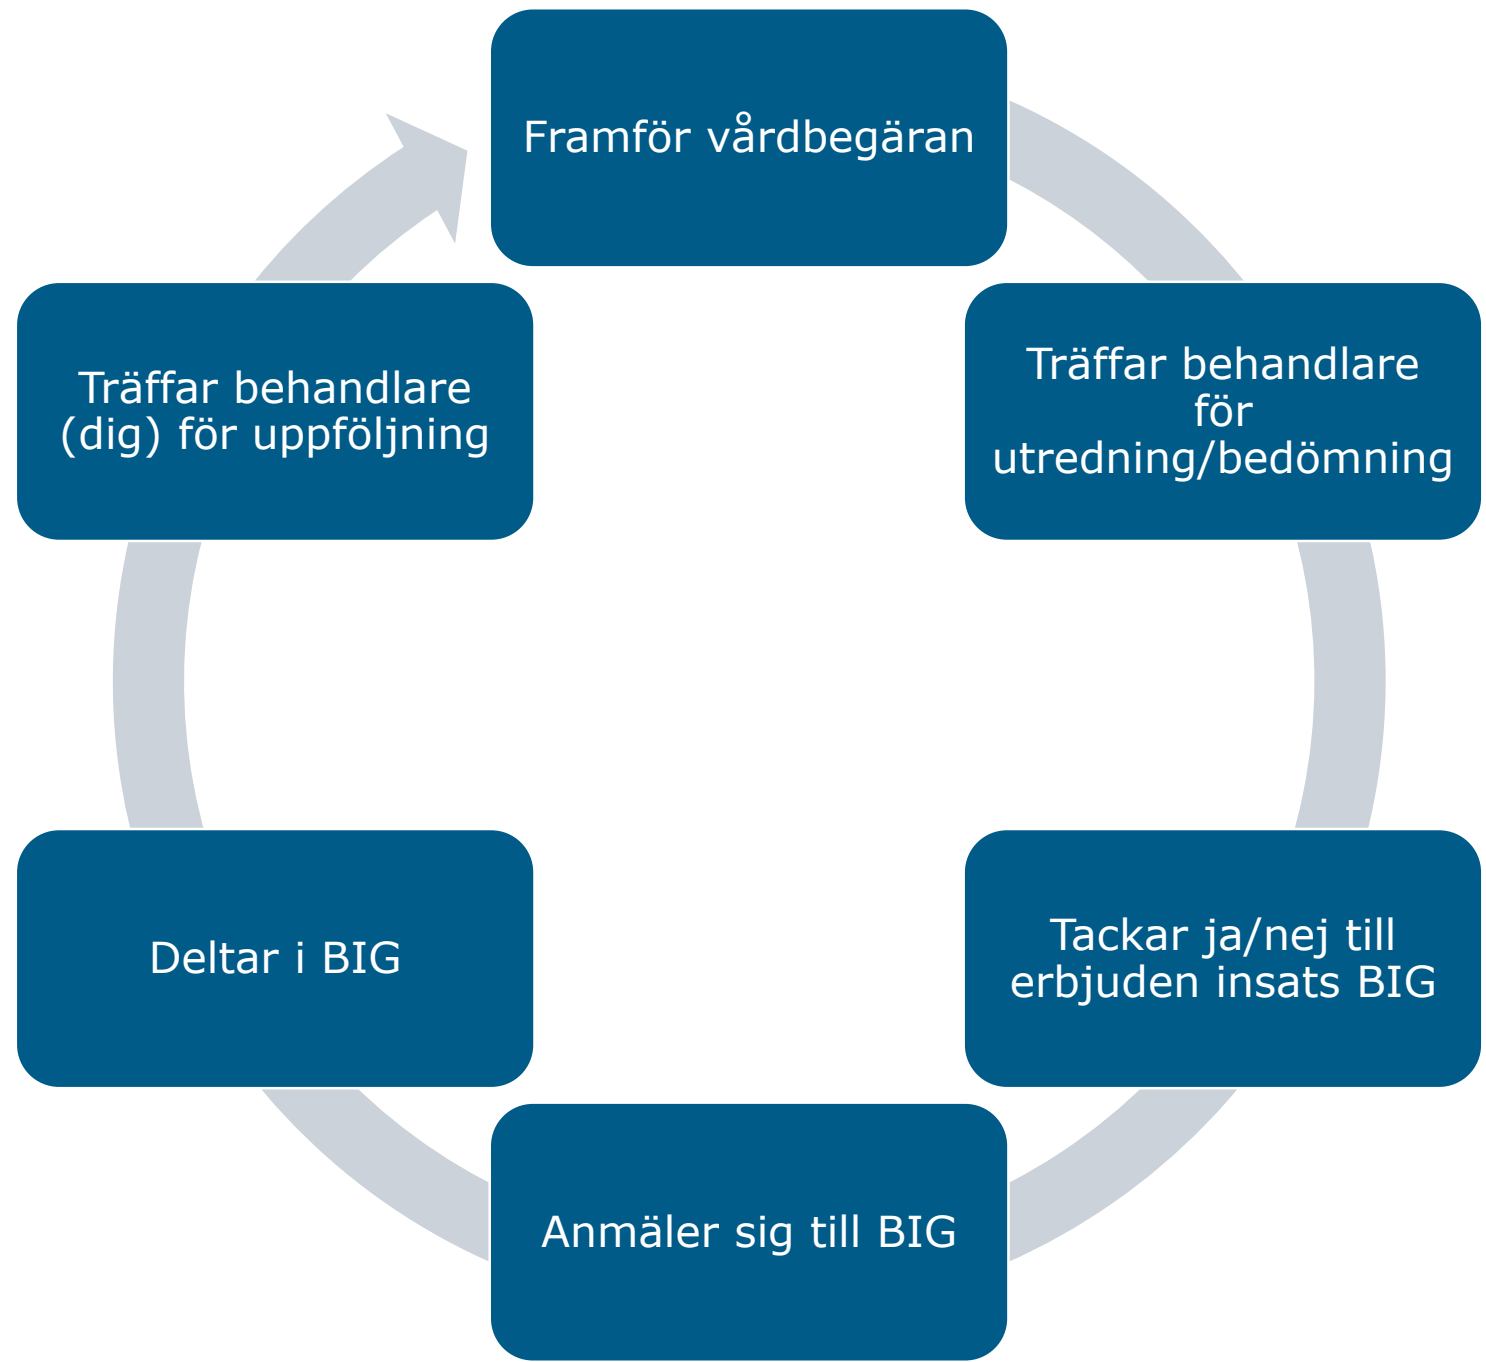 Framför vårdbegäran
Träffar behandlare
för
utredning/bedömning
Tackar ja/nej till
erbjuden insats BIG
Anmäler sig till BIG
Deltar i BIG
Träffar behandlare
(dig) för uppföljning